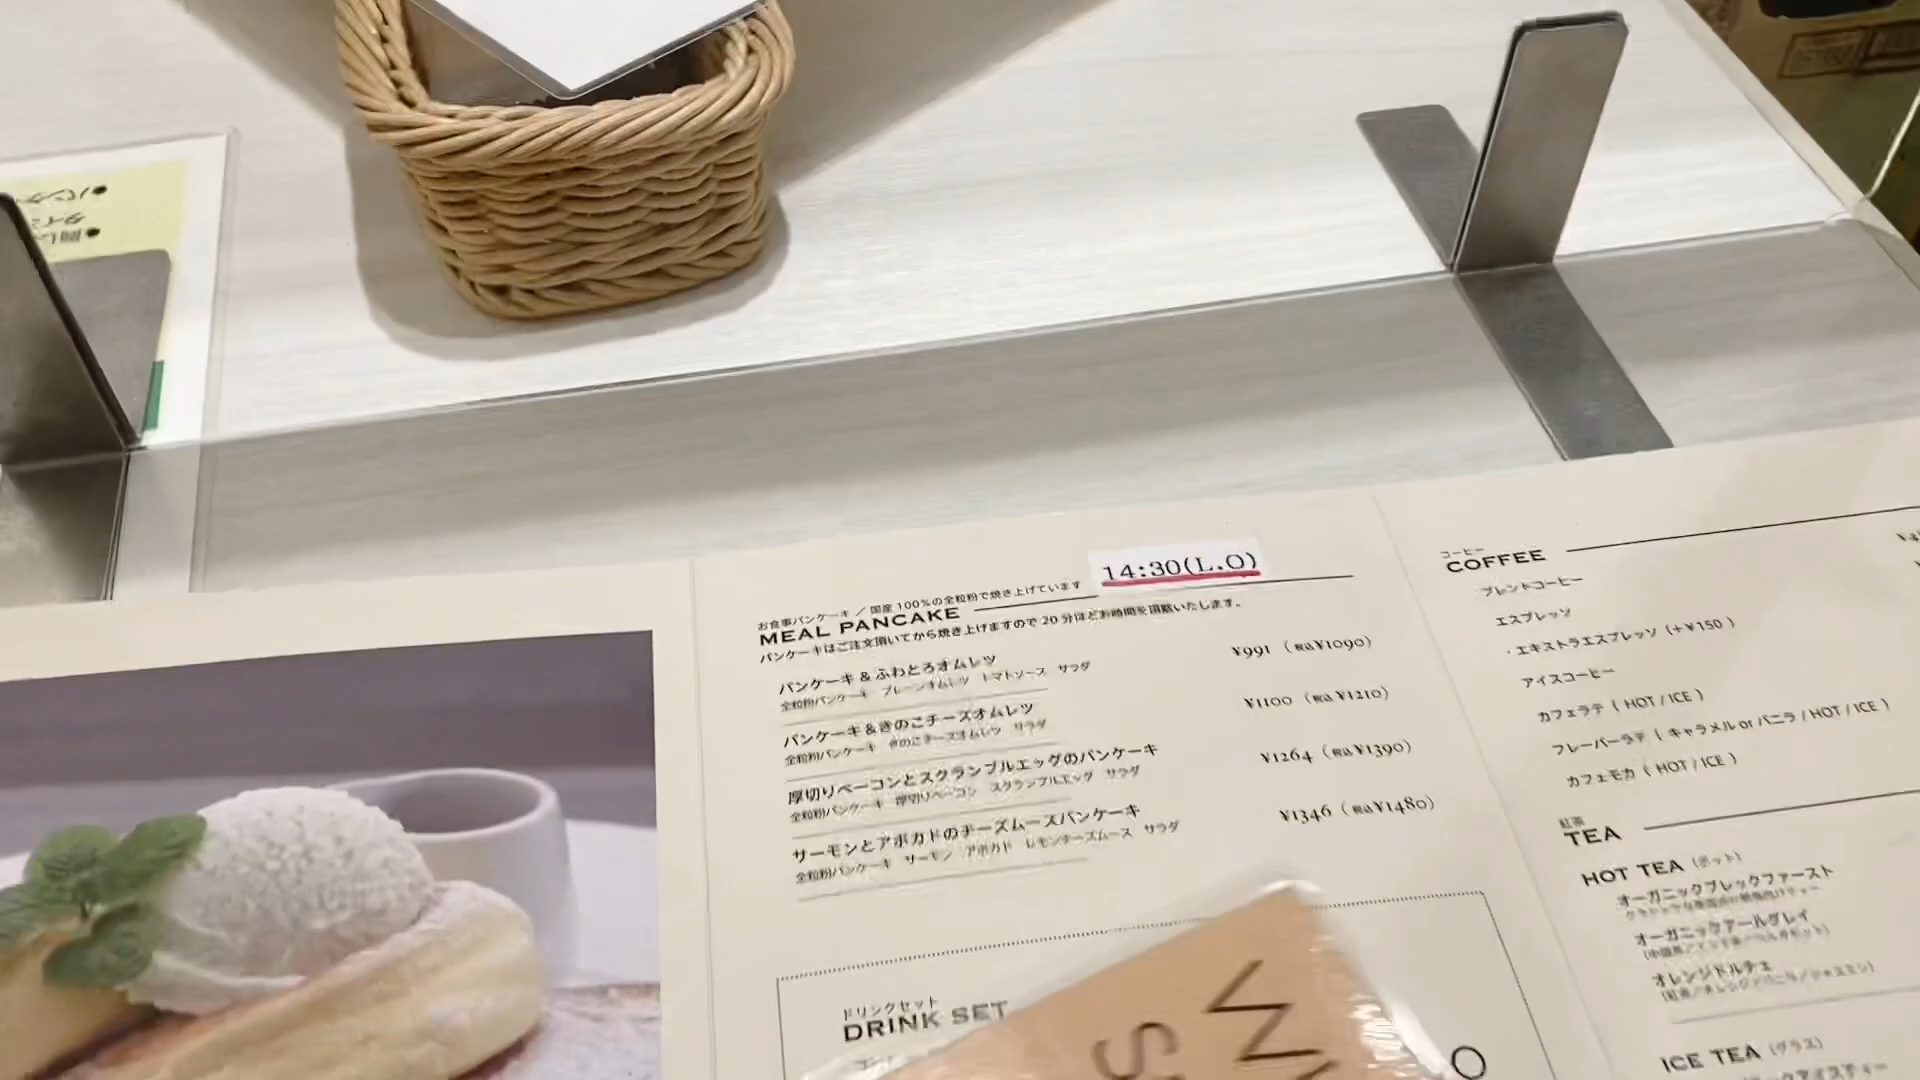 14:30(L.O)
お食事パンケーキ / 国産100%の全粒粉で焼き上げています
MEAL PANCAKE
パンケーキはご注文頂いてから焼き上げますので20分ほどお時間を頂戴いたします。
パンケーキ&ふわとろオムレツ ¥991 (税込¥1090)
全粒粉パンケーキ プレーンオムレツ トマトソース サラダ
パンケーキ&きのこチーズオムレツ ¥1100 (税込¥1210)
全粒粉パンケーキ きのこチーズオムレツ サラダ
厚切りベーコンとスクランブルエッグのパンケーキ ¥1264 (税込¥1390)
全粒粉パンケーキ 厚切りベーコン スクランブルエッグ サラダ
サーモンとアボカドのチーズムースパンケーキ ¥1346 (税込¥1480)
全粒粉パンケーキ サーモン アボカド レモンチーズムース サラダ
ドリンクセット
DRINK SET
コーヒー
COFFEE
ブレンドコーヒー
エスプレッソ
・エキストラエスプレッソ (+¥150)
アイスコーヒー
カフェラテ ( HOT / ICE )
フレーバーラテ ( キャラメル or バニラ / HOT / ICE )
カフェモカ ( HOT / ICE )
紅茶
TEA
HOT TEA (ポット)
オーガニックブレックファースト
オーガニックアールグレイ
オレンジドルチェ
(紅茶/オレンジ/バニラ/ジャスミン)
ICE TEA (グラス)